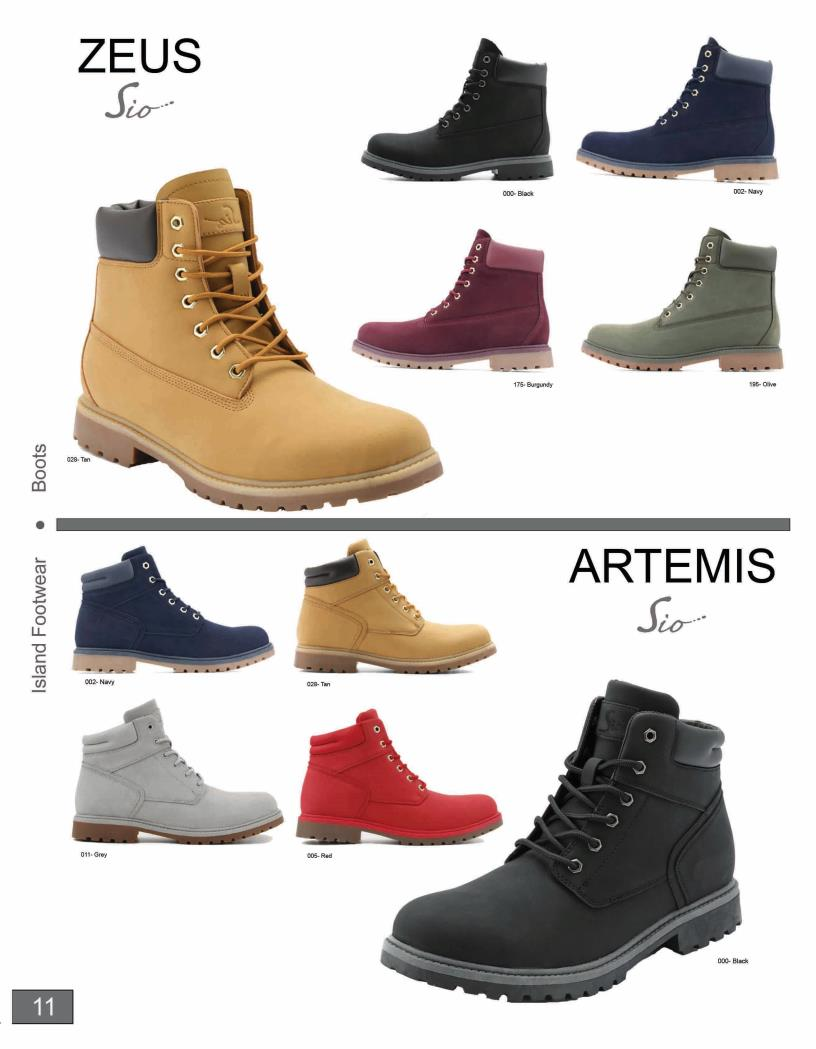 ZEUS
Sio
000- Black
002- Navy
175- Burgundy
195- Olive
028- Tan
Boots
Island Footwear
ARTEMIS
Sio
002- Navy
028- Tan
011- Grey
005- Red
000- Black
11